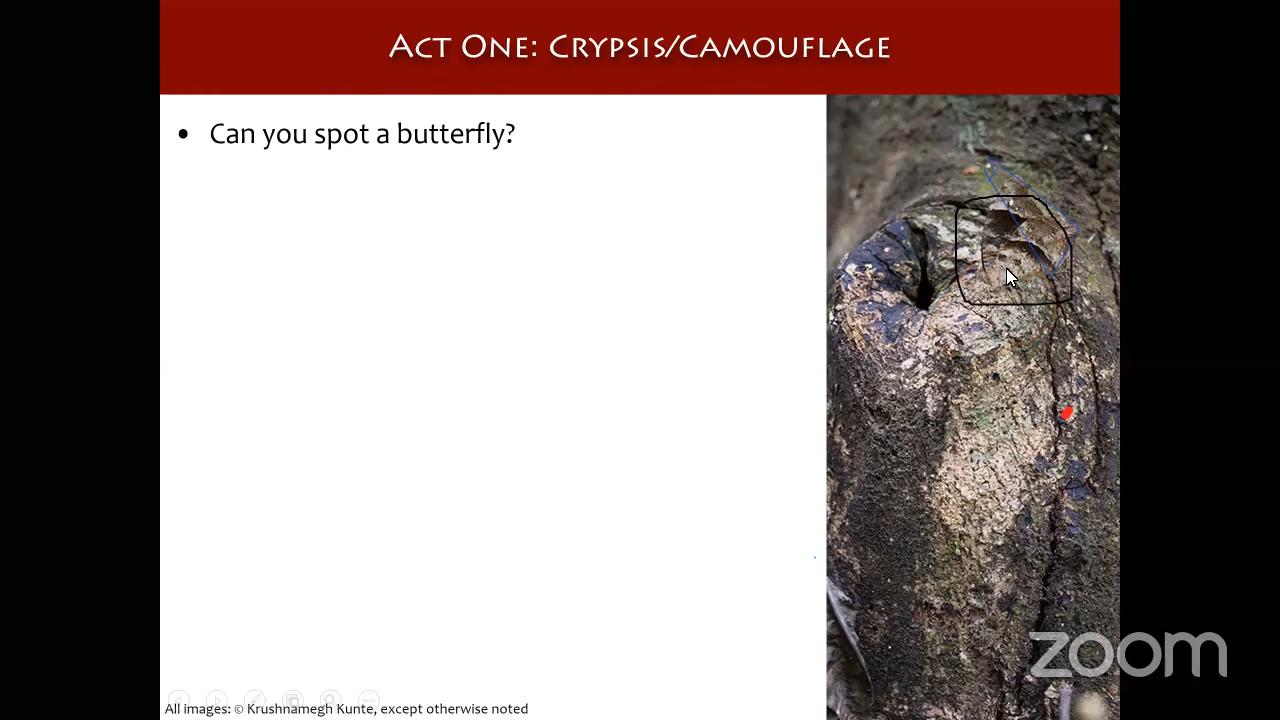 ACT ONE: CRYPSIS/CAMOUFLAGE
• Can you spot a butterfly?
zoom
All images: © Krushnamegh Kunte, except otherwise noted